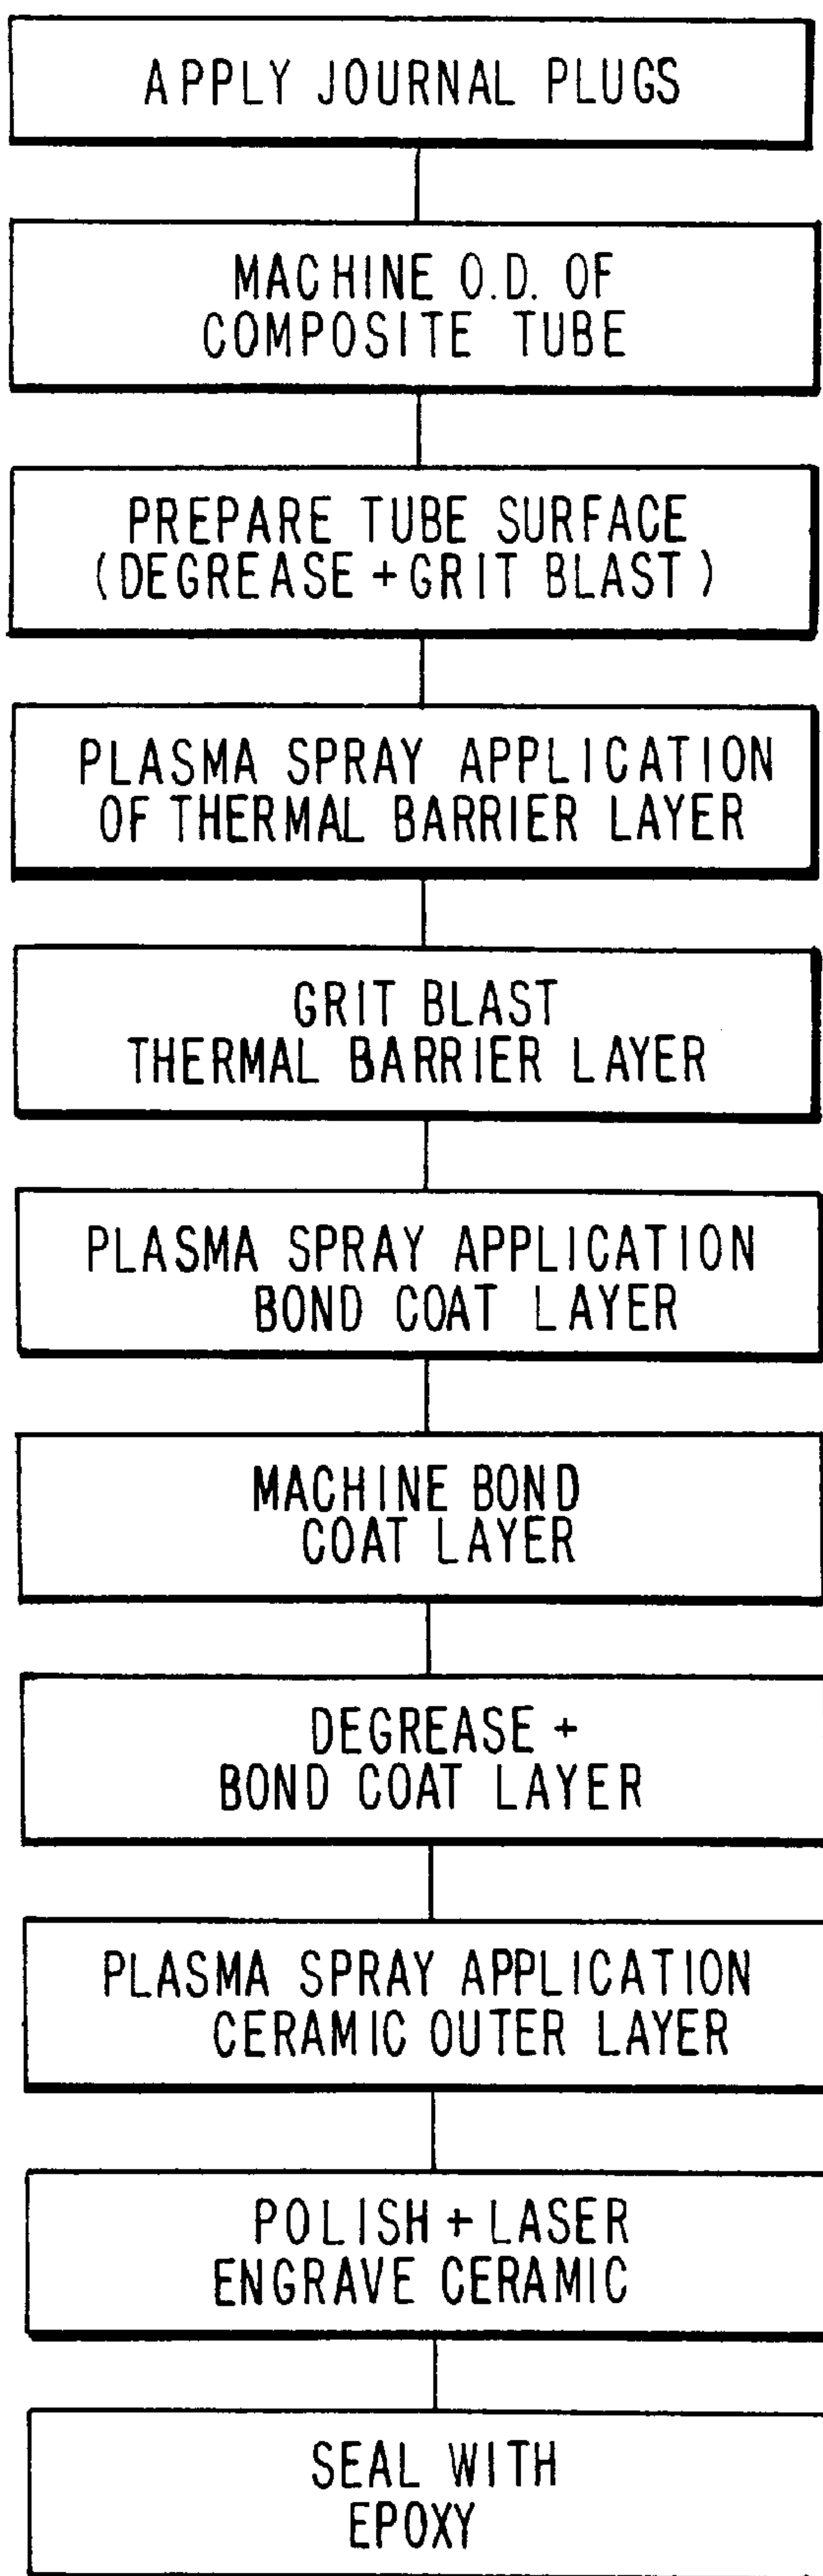 APPLY JOURNAL PLUGS
MACHINE O.D. OF
COMPOSITE TUBE
PREPARE TUBE SURFACE
(DEGREASE + GRIT BLAST)
PLASMA SPRAY APPLICATION
OF THERMAL BARRIER LAYER
GRIT BLAST
THERMAL BARRIER LAYER
PLASMA SPRAY APPLICATION
BOND COAT LAYER
MACHINE BOND
COAT LAYER
DEGREASE +
BOND COAT LAYER
PLASMA SPRAY APPLICATION
CERAMIC OUTER LAYER
POLISH + LASER
ENGRAVE CERAMIC
SEAL WITH
EPOXY